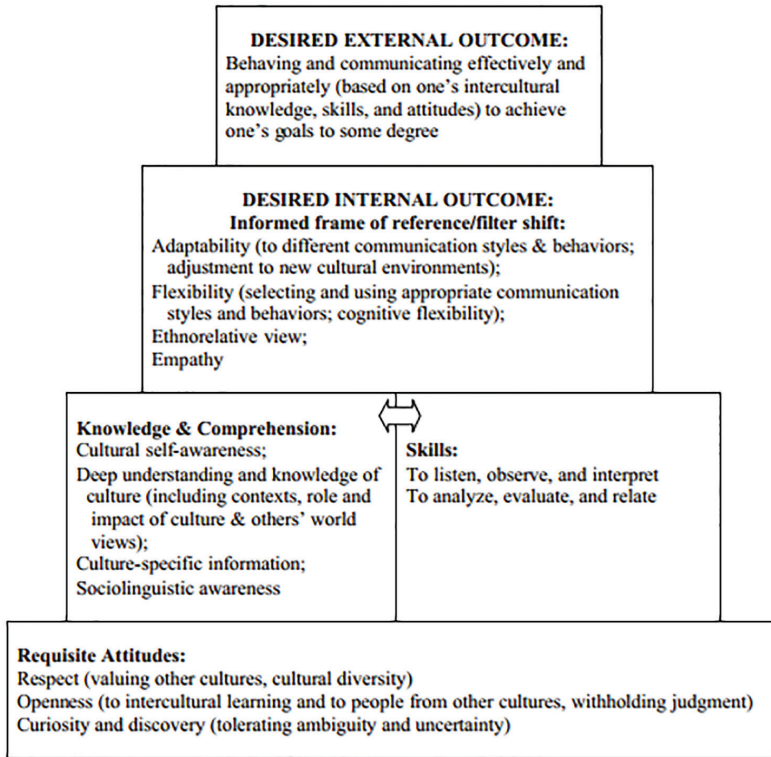 DESIRED EXTERNAL OUTCOME:
Behaving and communicating effectively and
appropriately (based on one's intercultural
knowledge, skills, and attitudes) to achieve
one's goals to some degree
DESIRED INTERNAL OUTCOME:
Informed frame of reference/filter shift:
Adaptability (to different communication styles & behaviors;
adjustment to new cultural environments);
Flexibility (selecting and using appropriate communication
styles and behaviors; cognitive flexibility);
Ethnorelative view;
Empathy
Knowledge & Comprehension:
Cultural self-awareness;
Deep understanding and knowledge of
culture (including contexts, role and
impact of culture & others' world
views);
Culture-specific information;
Sociolinguistic awareness
Skills:
To listen, observe, and interpret
To analyze, evaluate, and relate
Requisite Attitudes:
Respect (valuing other cultures, cultural diversity)
Openness (to intercultural learning and to people from other cultures, withholding judgment)
Curiosity and discovery (tolerating ambiguity and uncertainty)